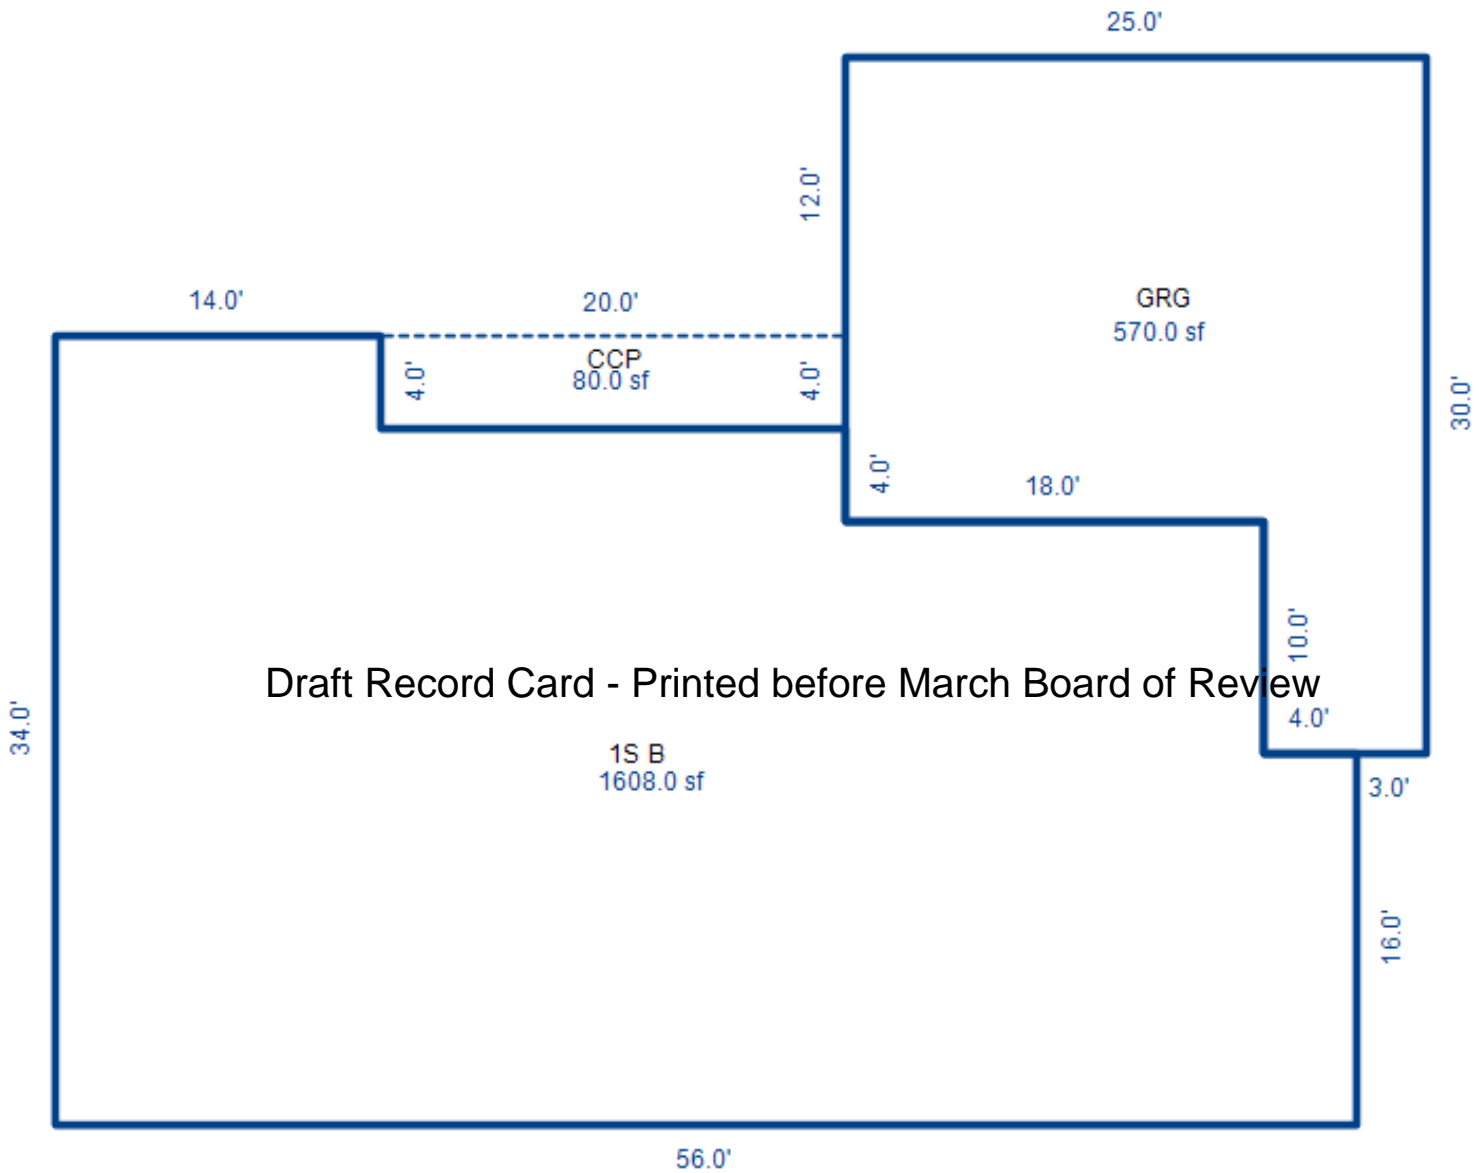 25.0'
12.0'
14.0'
20.0'
GRG
570.0 sf
CCP
80.0 sf
4.0'
4.0'
30.0'
4.0'
18.0'
10.0'
Draft Record Card - Printed before March Board of Review
4.0'
34.0'
1S B
1608.0 sf
3.0'
16.0'
56.0'